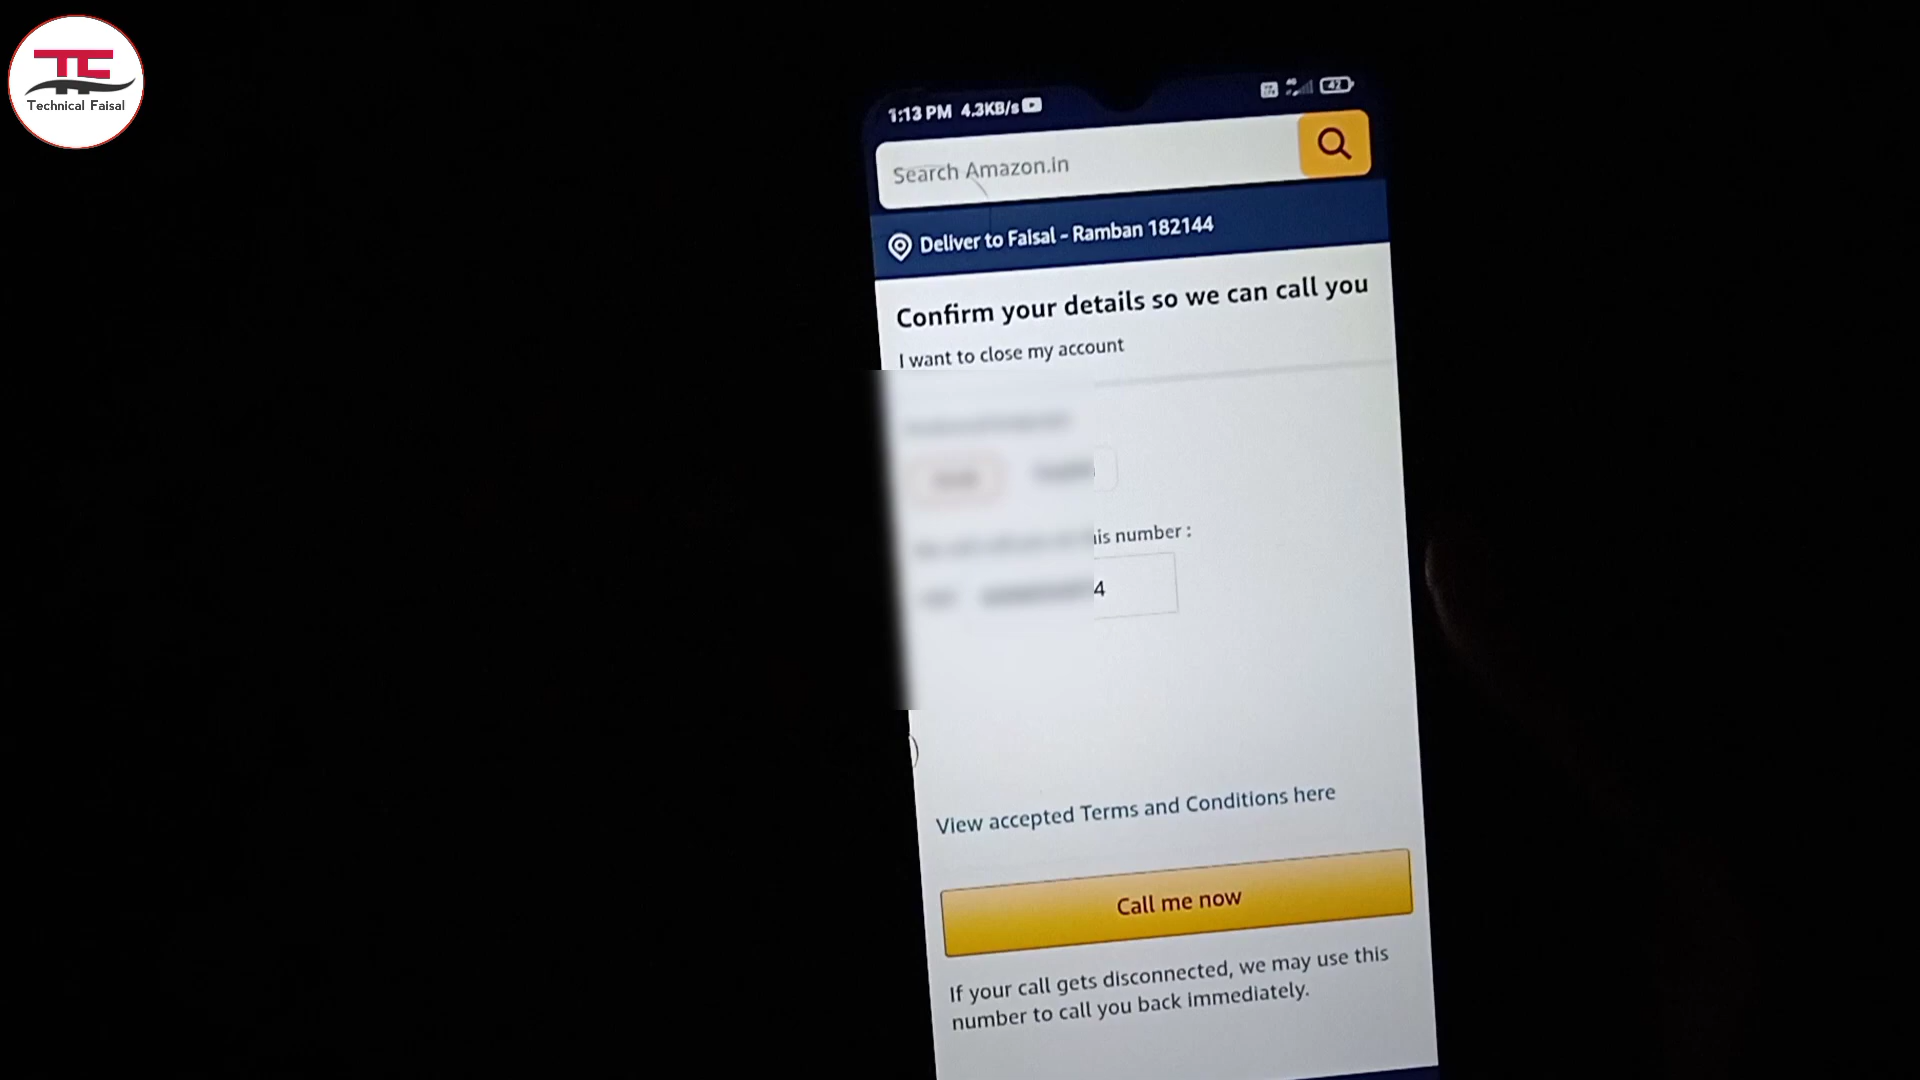 TC
Technical Faisal
1:13 PM 4.3KB/s
42
Search Amazon.in
Deliver to Faisal - Ramban 182144
Confirm your details so we can call you
I want to close my account
is number :
4
View accepted Terms and Conditions here
Call me now
If your call gets disconnected, we may use this
number to call you back immediately.